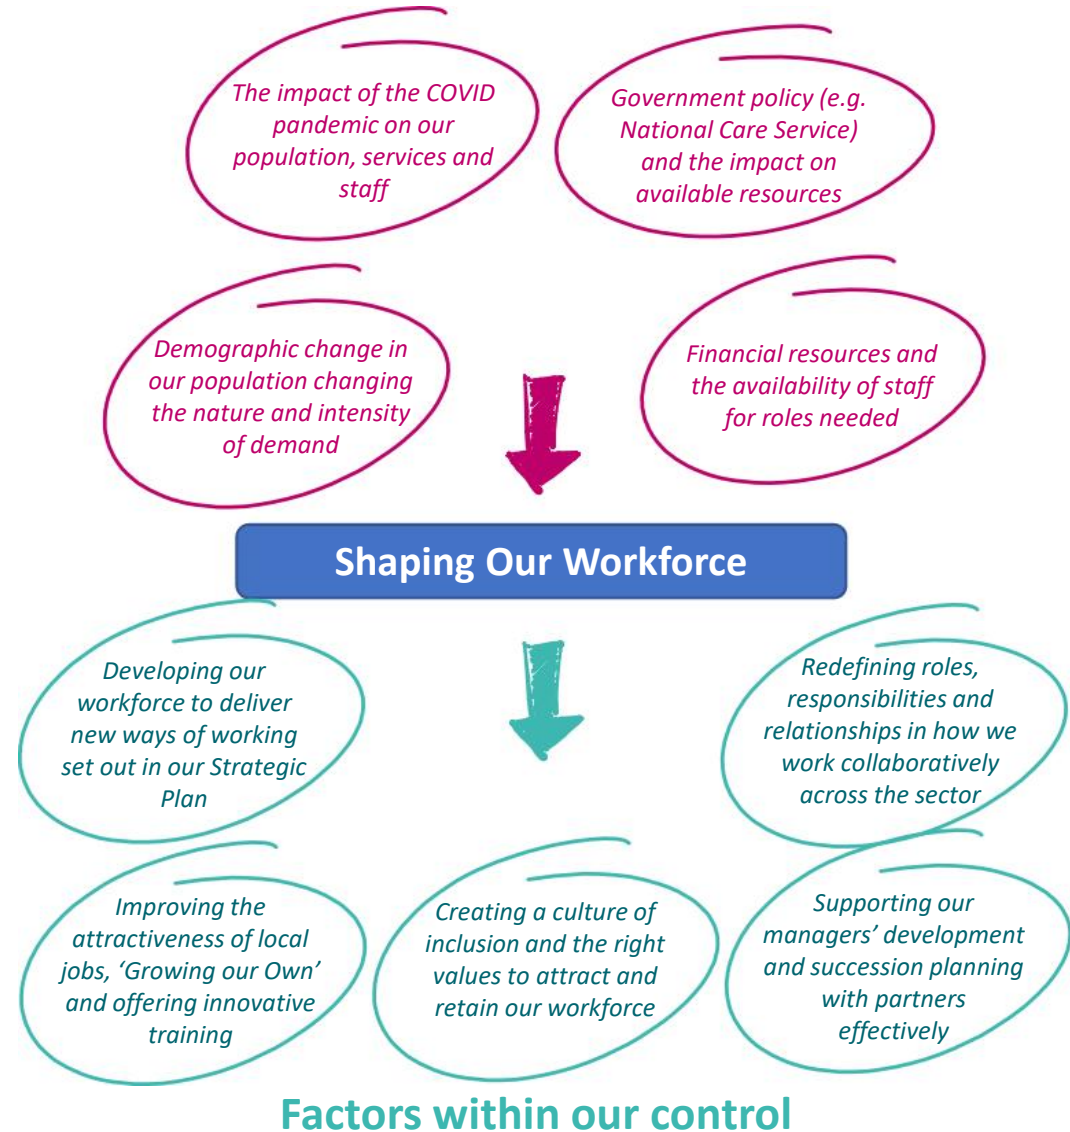 The impact of the COVID
pandemic on our
population, services and
staff
Government policy (e.g.
National Care Service)
and the impact on
available resources
Demographic change in
our population changing
the nature and intensity
of demand
Financial resources and
the availability of staff
for roles needed
Shaping Our Workforce
Developing our
workforce to deliver
new ways of working
set out in our Strategic
Plan
Redefining roles,
responsibilities and
relationships in how we
work collaboratively
across the sector
Improving the
attractiveness of local
jobs, ‘Growing our Own’
and offering innovative
training
Creating a culture of
inclusion and the right
values to attract and
retain our workforce
Supporting our
managers’ development
and succession planning
with partners
effectively
Factors within our control